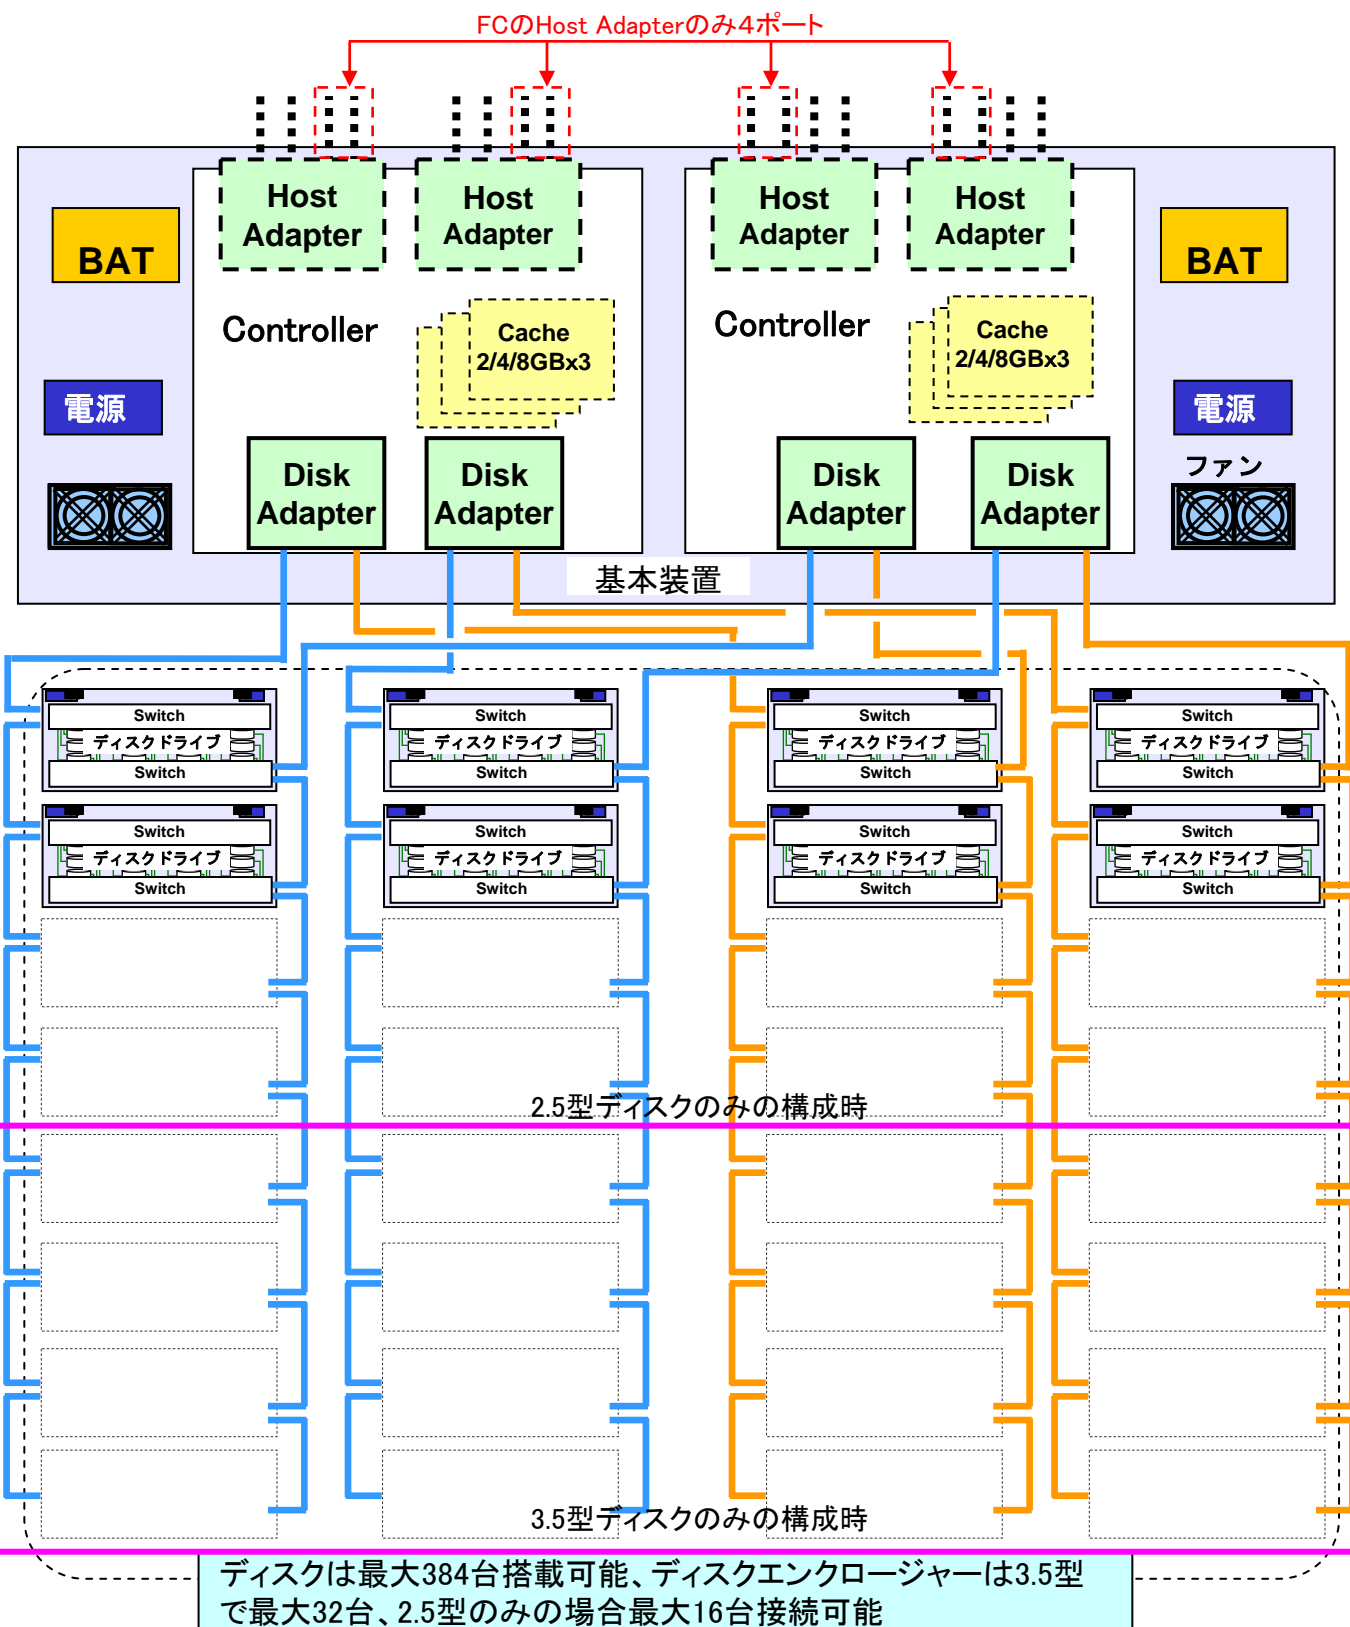 FCのHost Adapterのみ4ポート
Host
Adapter
Host
Adapter
Host
Adapter
Host
Adapter
BAT
BAT
Controller
Cache
2/4/8GBx3
Controller
Cache
2/4/8GBx3
電源
電源
ファン
Disk
Adapter
Disk
Adapter
Disk
Adapter
Disk
Adapter
基本装置
Switch
ディスクドライブ
Switch
Switch
ディスクドライブ
Switch
Switch
ディスクドライブ
Switch
Switch
ディスクドライブ
Switch
Switch
ディスクドライブ
Switch
Switch
ディスクドライブ
Switch
Switch
ディスクドライブ
Switch
Switch
ディスクドライブ
Switch
2.5型ディスクのみの構成時
3.5型ディスクのみの構成時
ディスクは最大384台搭載可能、ディスクエンクロージャーは3.5型
で最大32台、2.5型のみの場合最大16台接続可能